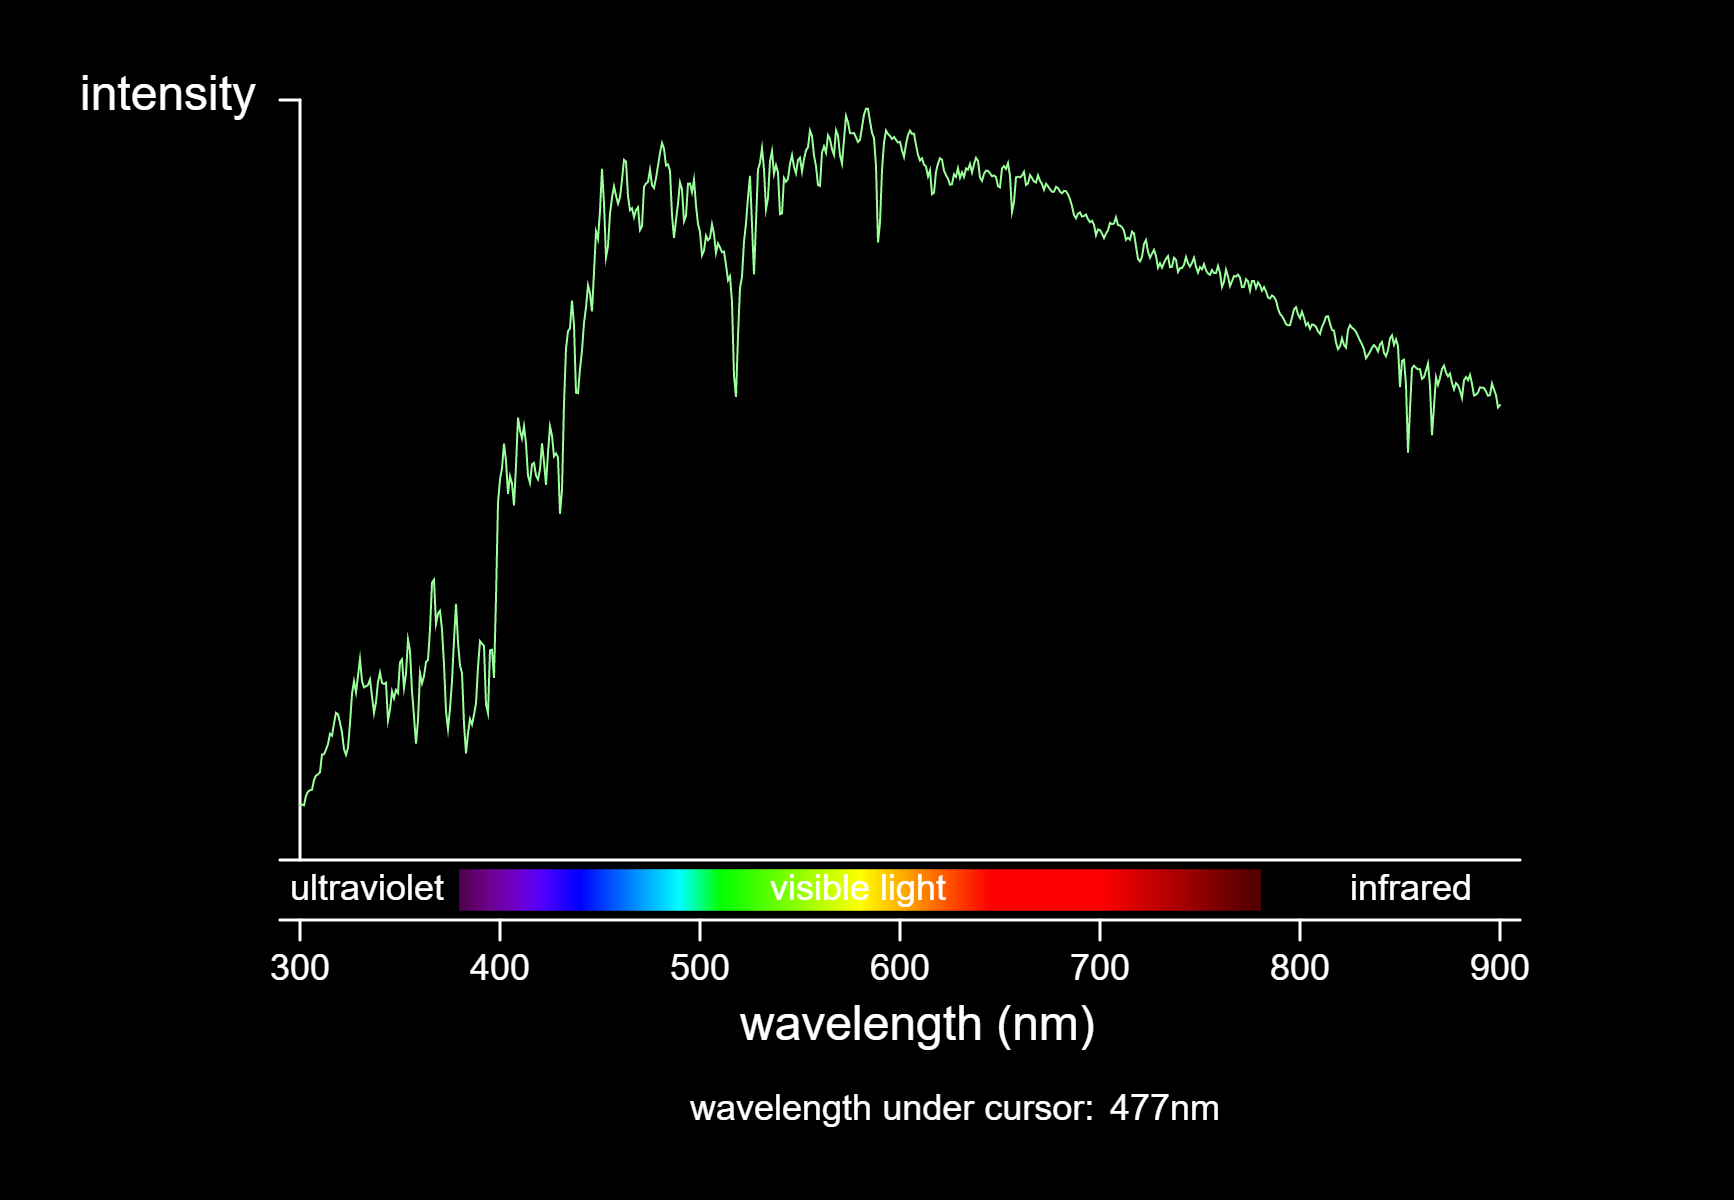 intensity
ultraviolet visible light infrared
300 400 500 600 700 800 900
wavelength (nm)
wavelength under cursor: 477nm